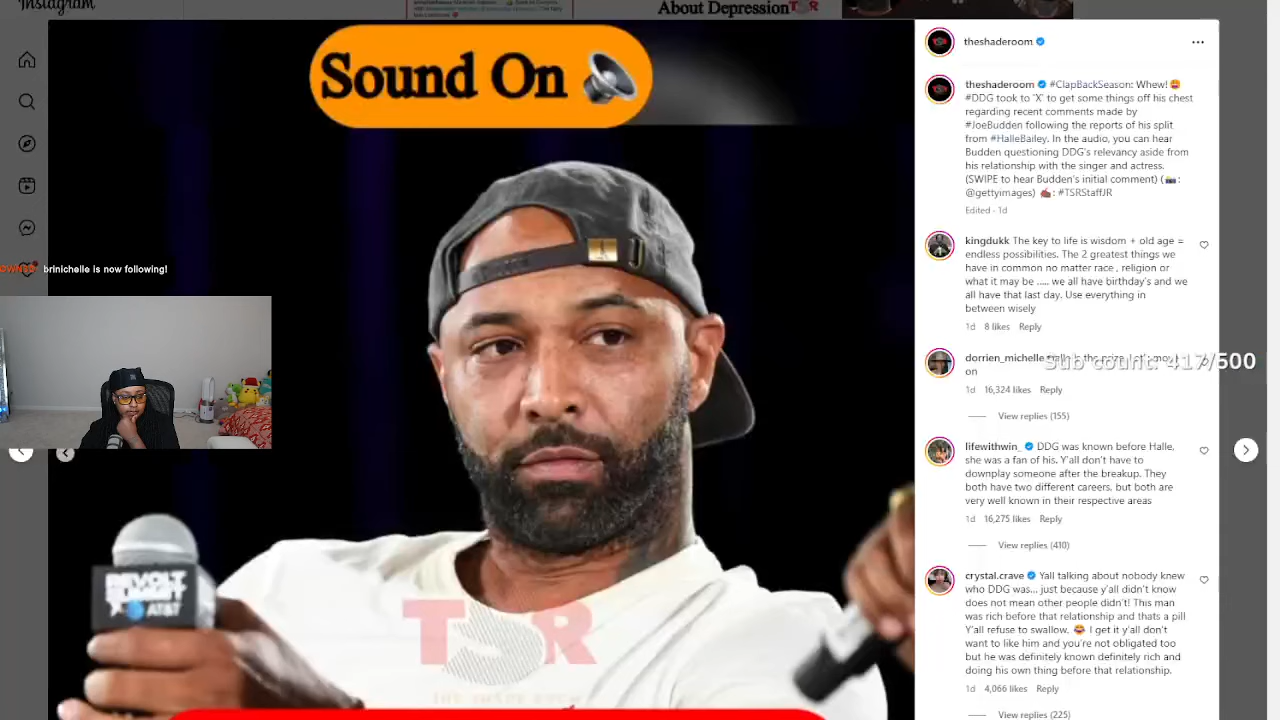 Instagram
About Depression
Sound On
theshaderoom
theshaderoom #ClapBackSeason: Whew!
#DDG took to 'X' to get some things off his chest
regarding recent comments made by
#JoeBudden following the reports of his split
from #HalleBailey. In the audio, you can hear
Budden questioning DDG's relevancy aside from
his relationship with the singer and actress.
(SWIPE to hear Budden's initial comment) (📸:
@gettyimages) ✍🏾: #TSRStaffJR
Edited · 1d
kingdukk The key to life is wisdom + old age =
endless possibilities. The 2 greatest things we
have in common no matter race , religion or
what it may be ..... we all have birthday's and we
all have that last day. Use everything in
between wisely
1d 8 likes Reply
brinichelle is now following!
dorrien_michelle
on
sub count: 417/500
1d 16,324 likes Reply
View replies (155)
lifewithwin_ DDG was known before Halle,
she was a fan of his. Y'all don't have to
downplay someone after the breakup. They
both have two different careers, but both are
very well known in their respective areas
1d 16,275 likes Reply
View replies (410)
crystal.crave Yall talking about nobody knew
who DDG was... just because y'all didn't know
does not mean other people didn't! This man
was rich before that relationship and thats a pill
Y'all refuse to swallow. 😂 I get it y'all don't
want to like him and you're not obligated too
but he was definitely known definitely rich and
doing his own thing before that relationship.
1d 4,066 likes Reply
View replies (225)
REVOLT
SUMMIT
AT&T
TSR
THE SHADE ROOM